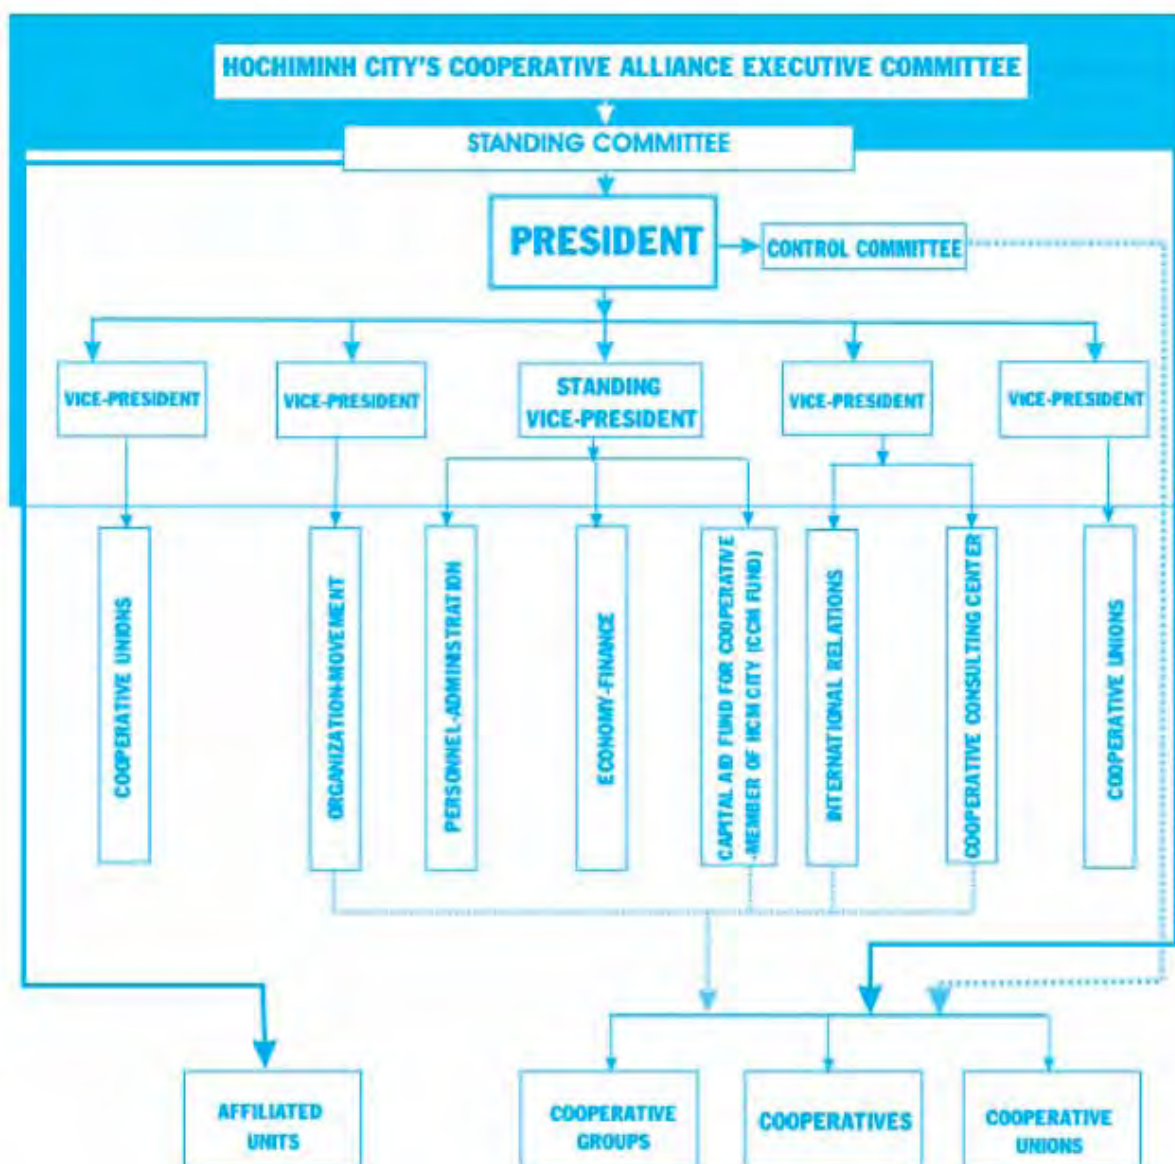 HOCHIMINH CITY'S COOPERATIVE ALLIANCE EXECUTIVE COMMITTEE
STANDING COMMITTEE
PRESIDENT
CONTROL COMMITTEE
VICE-PRESIDENT
VICE-PRESIDENT
STANDING
VICE-PRESIDENT
VICE-PRESIDENT
VICE-PRESIDENT
COOPERATIVE UNIONS
ORGANIZATION-MOVEMENT
PERSONNEL-ADMINISTRATION
ECONOMY-FINANCE
CAPITAL AID FUND FOR COOPERATIVE
-MEMBER OF HCM CITY (CCM FUND)
INTERNATIONAL RELATIONS
COOPERATIVE CONSULTING CENTER
COOPERATIVE UNIONS
AFFILIATED
UNITS
COOPERATIVE
GROUPS
COOPERATIVES
COOPERATIVE
UNIONS